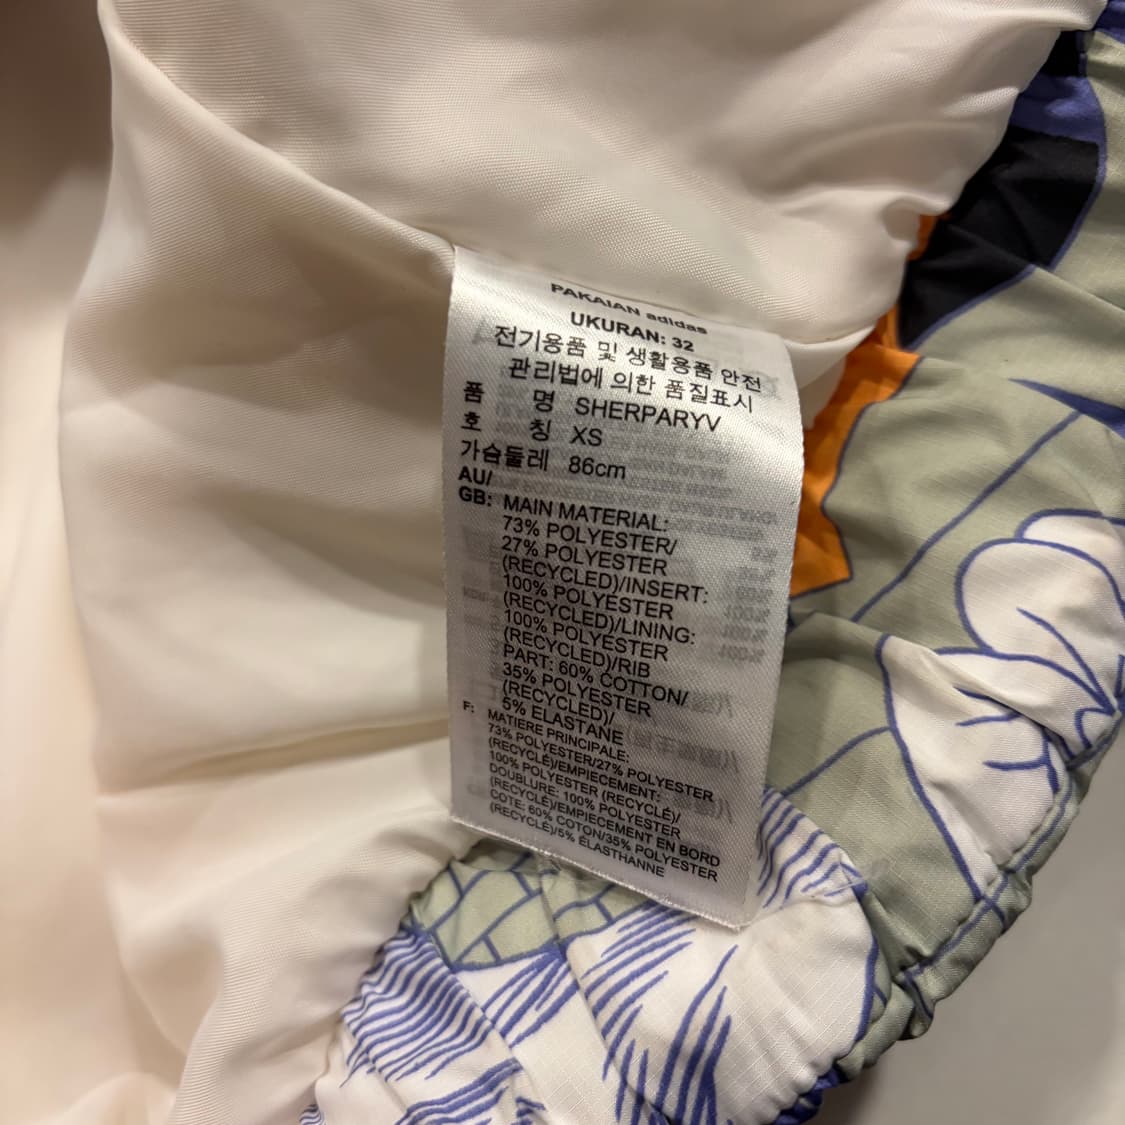 PAKAIAN adidas
UKURAN: 32
전기용품 및 생활용품 안전
관리법에 의한 품질표시
품 명 SHERPARYV
호 칭 XS
가슴둘레 86cm
AU/
GB: MAIN MATERIAL:
73% POLYESTER/
27% POLYESTER
(RECYCLED)/INSERT:
100% POLYESTER
(RECYCLED)/LINING:
100% POLYESTER
(RECYCLED)/RIB
PART: 60% COTTON/
35% POLYESTER
(RECYCLED)/
5% ELASTANE
F: MATIERE PRINCIPALE:
73% POLYESTER/27% POLYESTER
(RECYCLÉ)/EMPIECEMENT:
100% POLYESTER (RECYCLÉ)/
DOUBLURE: 100% POLYESTER
(RECYCLÉ)/EMPIECEMENT EN BORD
COTE: 60% COTON/35% POLYESTER
(RECYCLÉ)/5% ÉLASTHANNE